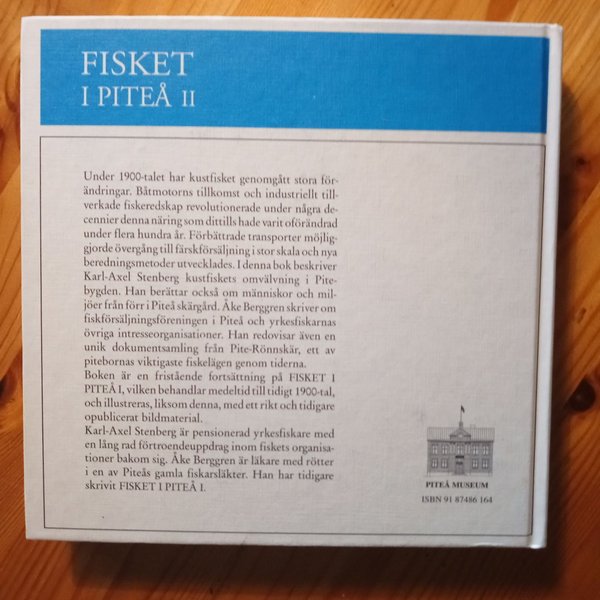 FISKET
I PITEÅ II
Under 1900-talet har kustfisket genomgått stora för-
ändringar. Båtmotorns tillkomst och industriellt till-
verkade fiskeredskap revolutionerade under några de-
cennier denna näring som dittills hade varit oförändrad
under flera hundra år. Förbättrade transporter möjlig-
gjorde övergång till färskförsäljning i stor skala och nya
beredningsmetoder utvecklades. I denna bok beskriver
Karl-Axel Stenberg kustfiskets omvälvning i Pite-
bygden. Han berättar också om människor och mil-
jöer från förr i Piteå skärgård. Åke Berggren skriver om
fiskförsäljningsföreningen i Piteå och yrkesfiskarnas
övriga intresseorganisationer. Han redovisar även en
unik dokumentsamling från Pite-Rönnskär, ett av
pitebornas viktigaste fiskelägen genom tiderna.
Boken är en fristående fortsättning på FISKET I
PITEÅ I, vilken behandlar medeltid till tidigt 1900-tal,
och illustreras, liksom denna, med ett rikt och tidigare
opublicerat bildmaterial.
Karl-Axel Stenberg är pensionerad yrkesfiskare med
en lång rad förtroendeuppdrag inom fiskets organisa-
tioner bakom sig. Åke Berggren är läkare med rötter
i en av Piteås gamla fiskarsläkter. Han har tidigare
skrivit FISKET I PITEÅ I.
PITEÅ MUSEUM
ISBN 91 87486 164